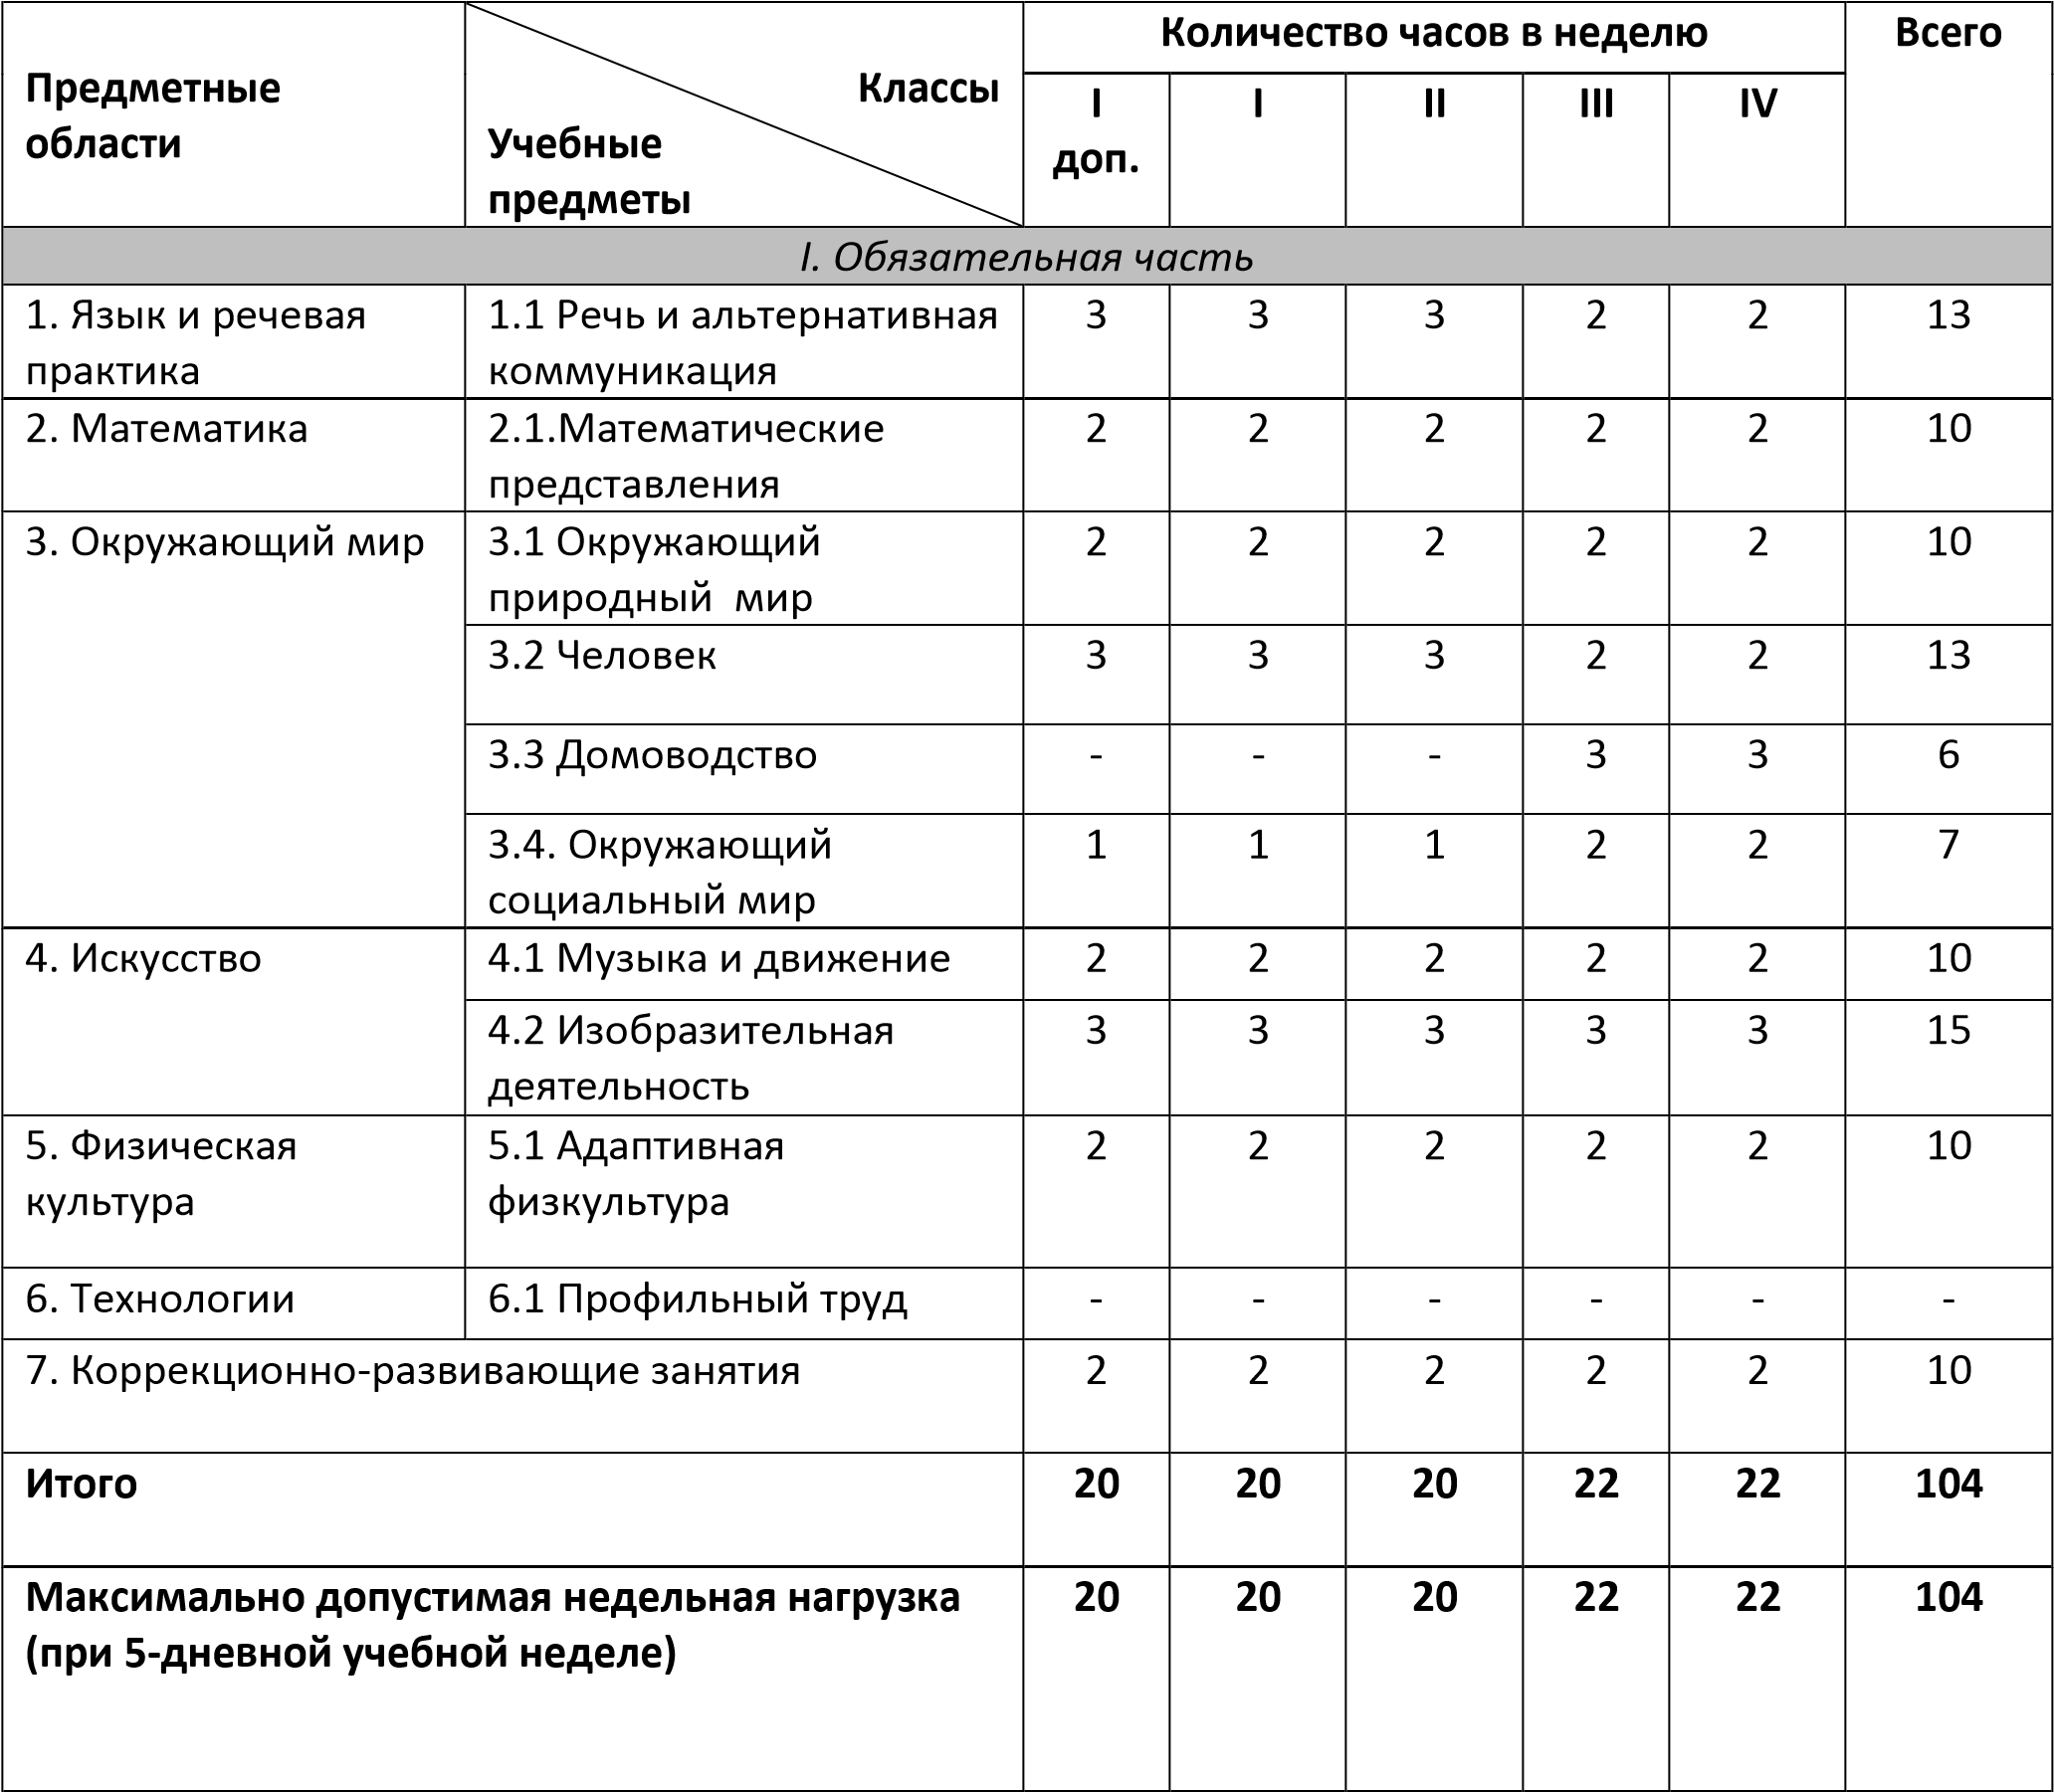 Предметные
области
Классы
Учебные
предметы
Количество часов в неделю
Всего
I
доп.
I
II
III
IV
I. Обязательная часть
1. Язык и речевая
практика
1.1 Речь и альтернативная
коммуникация
3 3 3 2 2 13
2. Математика
2.1.Математические
представления
2 2 2 2 2 10
3. Окружающий мир
3.1 Окружающий
природный  мир
2 2 2 2 2 10
3.2 Человек
3 3 3 2 2 13
3.3 Домоводство
- - - 3 3 6
3.4. Окружающий
социальный мир
1 1 1 2 2 7
4. Искусство
4.1 Музыка и движение
2 2 2 2 2 10
4.2 Изобразительная
деятельность
3 3 3 3 3 15
5. Физическая
культура
5.1 Адаптивная
физкультура
2 2 2 2 2 10
6. Технологии
6.1 Профильный труд
- - - - - -
7. Коррекционно-развивающие занятия
2 2 2 2 2 10
Итого
20 20 20 22 22 104
Максимально допустимая недельная нагрузка
(при 5-дневной учебной неделе)
20 20 20 22 22 104